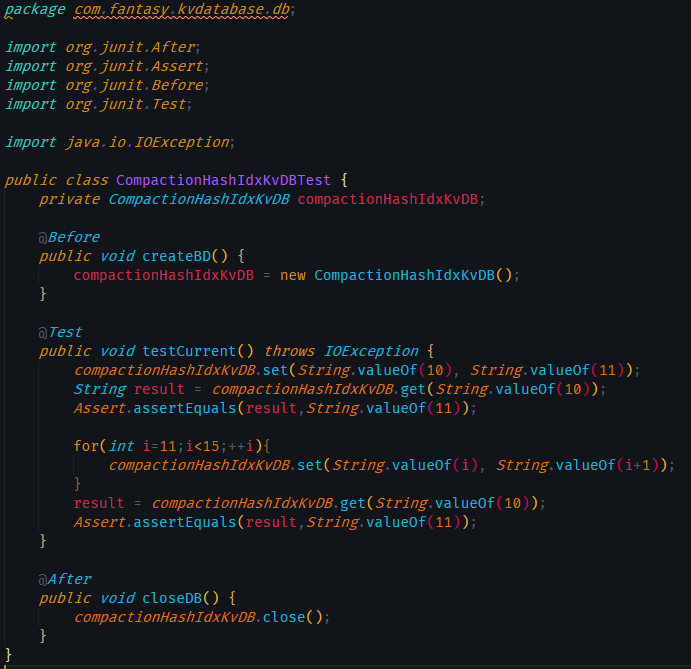 package com.fantasy.kvdatabase.db;
import org.junit.After;
import org.junit.Assert;
import org.junit.Before;
import org.junit.Test;
import java.io.IOException;
public class CompactionHashIdxKvDBTest {
private CompactionHashIdxKvDB compactionHashIdxKvDB;
@Before
public void createBD() {
compactionHashIdxKvDB = new CompactionHashIdxKvDB();
}
@Test
public void testCurrent() throws IOException {
compactionHashIdxKvDB.set(String.valueOf(10), String.valueOf(11));
String result = compactionHashIdxKvDB.get(String.valueOf(10));
Assert.assertEquals(result,String.valueOf(11));
for(int i=11;i<15;++i){
compactionHashIdxKvDB.set(String.valueOf(i), String.valueOf(i+1));
}
result = compactionHashIdxKvDB.get(String.valueOf(10));
Assert.assertEquals(result,String.valueOf(11));
}
@After
public void closeDB() {
compactionHashIdxKvDB.close();
}
}